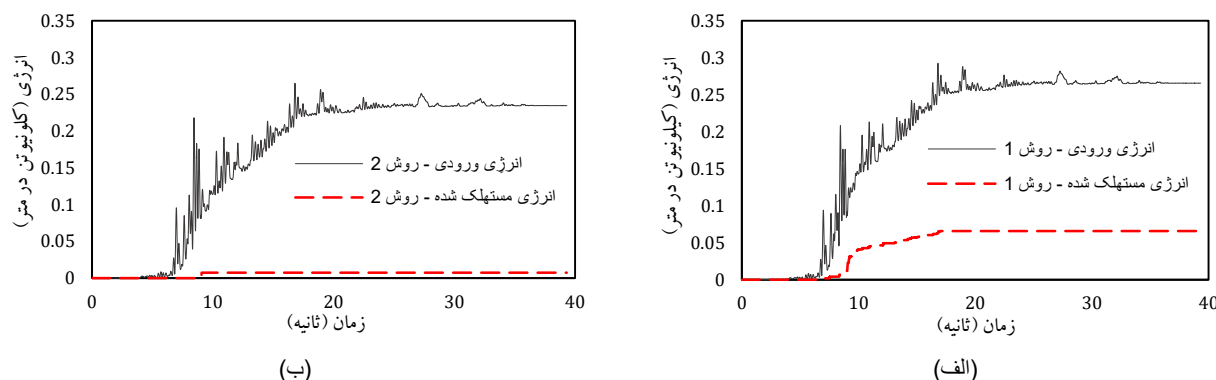 0.35
0.3
0.25
0.2
0.15
0.1
0.05
0
انرژی (کیلونیوتن در متر)
انرژی ورودی - روش 1
انرژی مستهلک شده - روش 1
0 10 20 30 40
زمان (ثانیه)
(الف)
0.35
0.3
0.25
0.2
0.15
0.1
0.05
0
انرژی (کلونیوتن در متر)
انرژِی ورودی - روش 2
انرژی مستهلک شده - روش 2
0 10 20 30 40
زمان (ثانیه)
(ب)